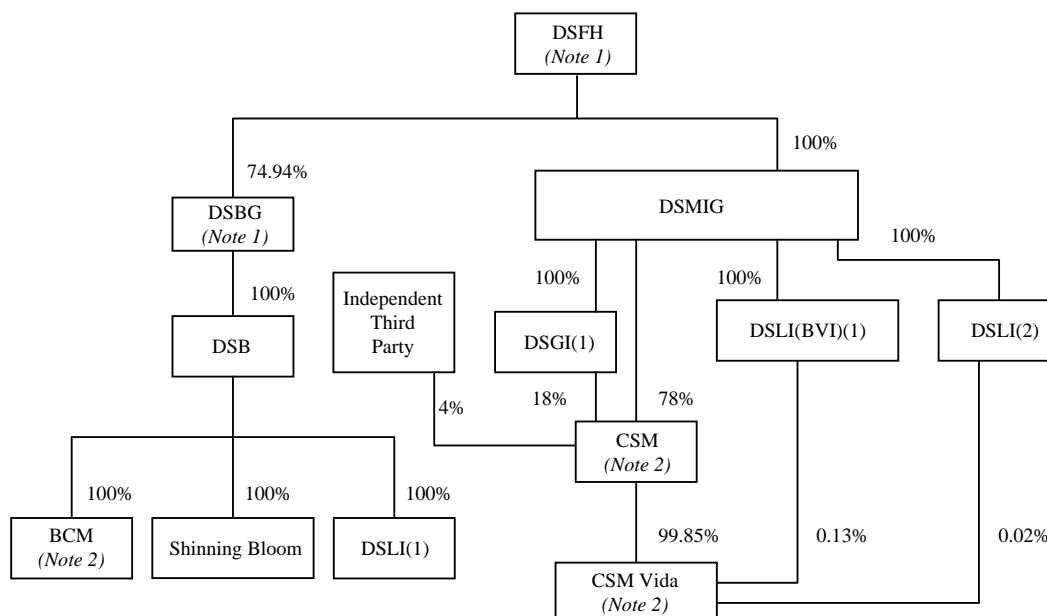 DSFH
(Note 1)
100%
74.94%
DSBG
(Note 1)
DSMIG
100%
100%
100%
100%
Independent
Third
Party
DSB
DSGI(1)
DSLI(BVI)(1)
DSLI(2)
4%
18%
78%
CSM
(Note 2)
100%
100%
100%
BCM
(Note 2)
Shinning Bloom
DSLI(1)
99.85%
0.13%
0.02%
CSM Vida
(Note 2)